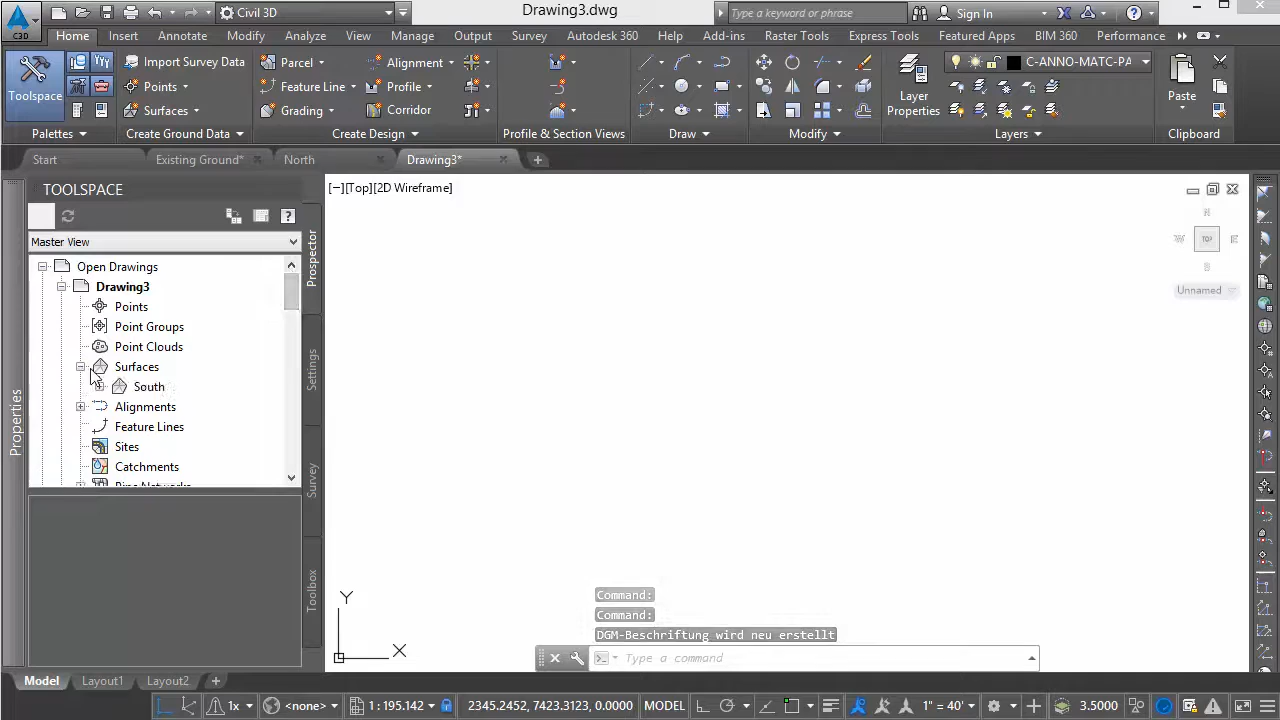 Civil 3D
Drawing3.dwg
Type a keyword or phrase
Sign In
C3D
Home
Insert
Annotate
Modify
Analyze
View
Manage
Output
Survey
Autodesk 360
Help
Add-ins
Raster Tools
Express Tools
Featured Apps
BIM 360
Performance
Import Survey Data
Parcel
Alignment
C-ANNO-MATC-PA
Points
Feature Line
Profile
Toolspace
Layer
Properties
Paste
Surfaces
Grading
Corridor
Palettes
Create Ground Data
Create Design
Profile & Section Views
Draw
Modify
Layers
Clipboard
Start
Existing Ground*
North
Drawing3*
TOOLSPACE
[−][Top][2D Wireframe]
Master View
TOP
Unnamed
Open Drawings
Drawing3
Points
Point Groups
Point Clouds
Surfaces
South
Alignments
Feature Lines
Sites
Catchments
Pipe Networks
Prospector
Settings
Survey
Toolbox
Properties
Y
X
Command:
Command:
DGM-Beschriftung wird neu erstellt
Type a command
Model
Layout1
Layout2
1x
<none>
1 : 195.142
2345.2452, 7423.3123, 0.0000
MODEL
1" = 40'
3.5000